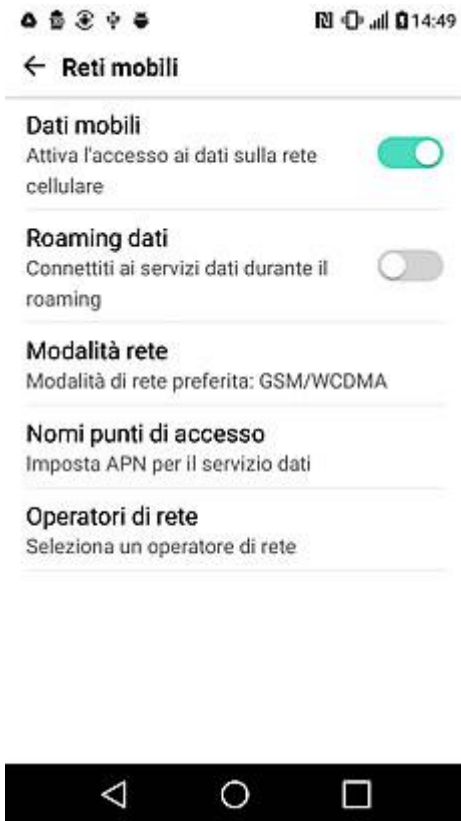 14:49
Reti mobili
Dati mobili
Attiva l'accesso ai dati sulla rete
cellulare
Roaming dati
Connettiti ai servizi dati durante il
roaming
Modalità rete
Modalità di rete preferita: GSM/WCDMA
Nomi punti di accesso
Imposta APN per il servizio dati
Operatori di rete
Seleziona un operatore di rete